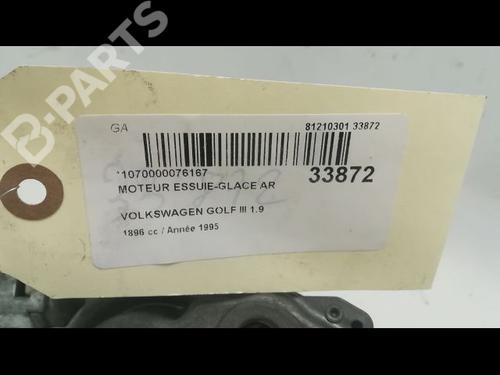 B-PARTS
GA
81210301 33872
*1070000076167
MOTEUR ESSUIE-GLACE AR
33872
VOLKSWAGEN GOLF III 1.9
1896 cc / Année 1995